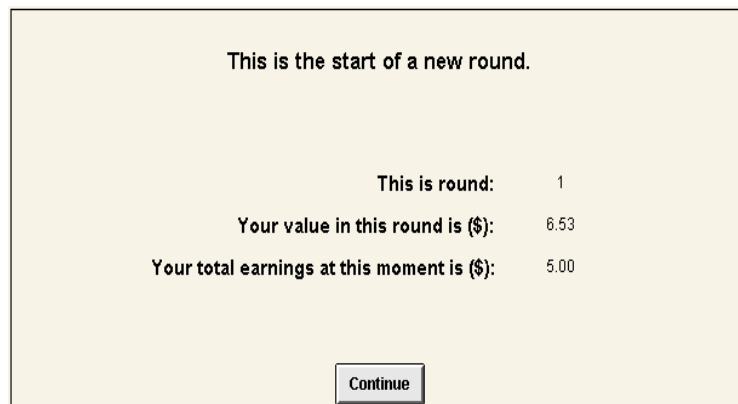 This is the start of a new round.
This is round: 1
Your value in this round is ($): 6.53
Your total earnings at this moment is ($): 5.00
Continue